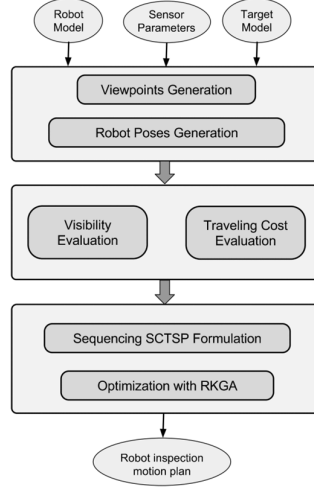 Robot
Model
Sensor
Parameters
Target
Model
Viewpoints Generation
Robot Poses Generation
Visibility
Evaluation
Traveling Cost
Evaluation
Sequencing SCTSP Formulation
Optimization with RKGA
Robot inspection
motion plan